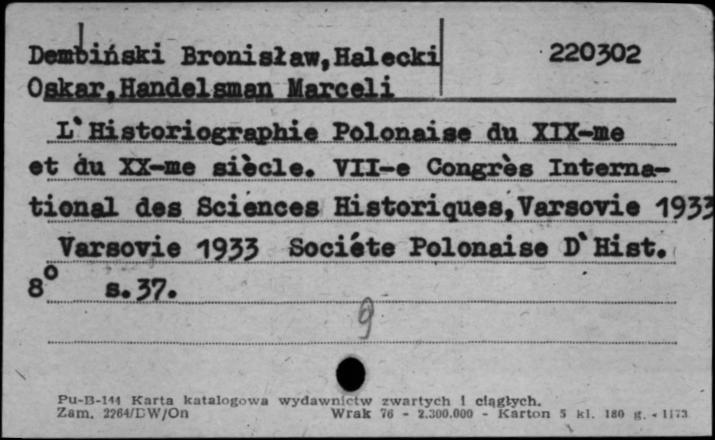 Dembiński Bronisław,Halecki 220302
Oskar,Handelsman Marceli
L`Historiographie Polonaise du XIX-me
et du XX-me siècle. VII-e Congrès Interna-
tional des Sciences Historiques,Varsovie 1933
Varsovie 1933 Sociéte Polonaise D`Hist.
8° s.37.
9
Pu-B-144 Karta katalogowa wydawnictw zwartych i ciągłych.
Zam. 2264/DW/On Wrak 76 - 2.300.000 - Karton 5 kl. 180 g. - 1173